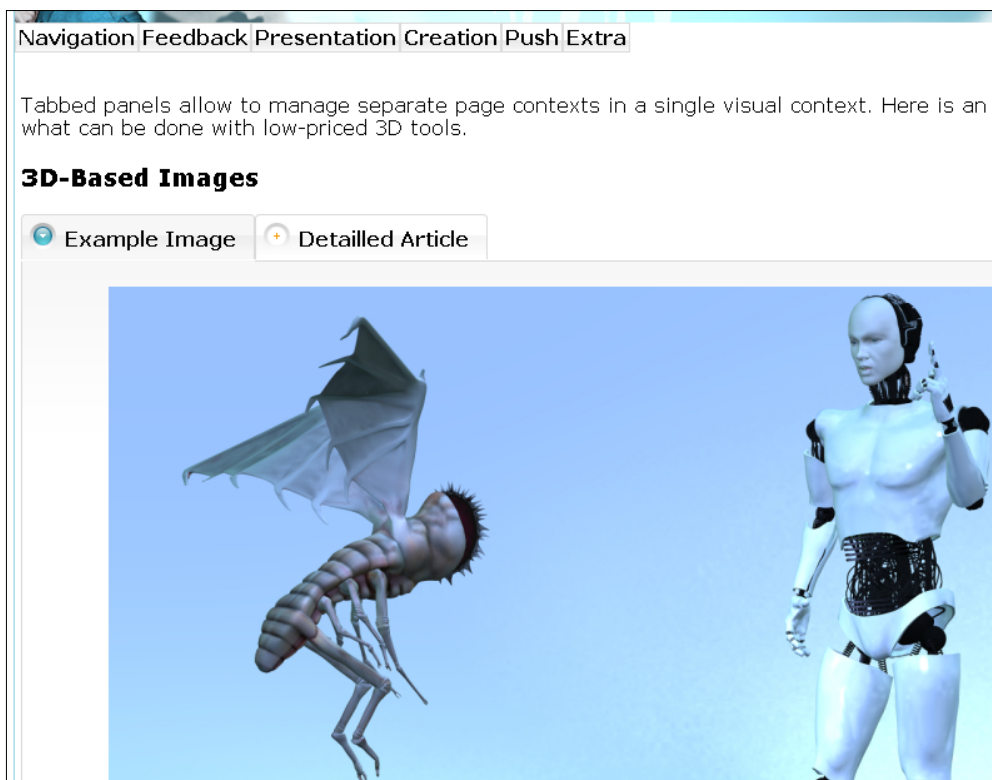 Navigation Feedback Presentation Creation Push Extra
Tabbed panels allow to manage separate page contexts in a single visual context. Here is an
what can be done with low-priced 3D tools.
3D-Based Images
Example Image Detailled Article